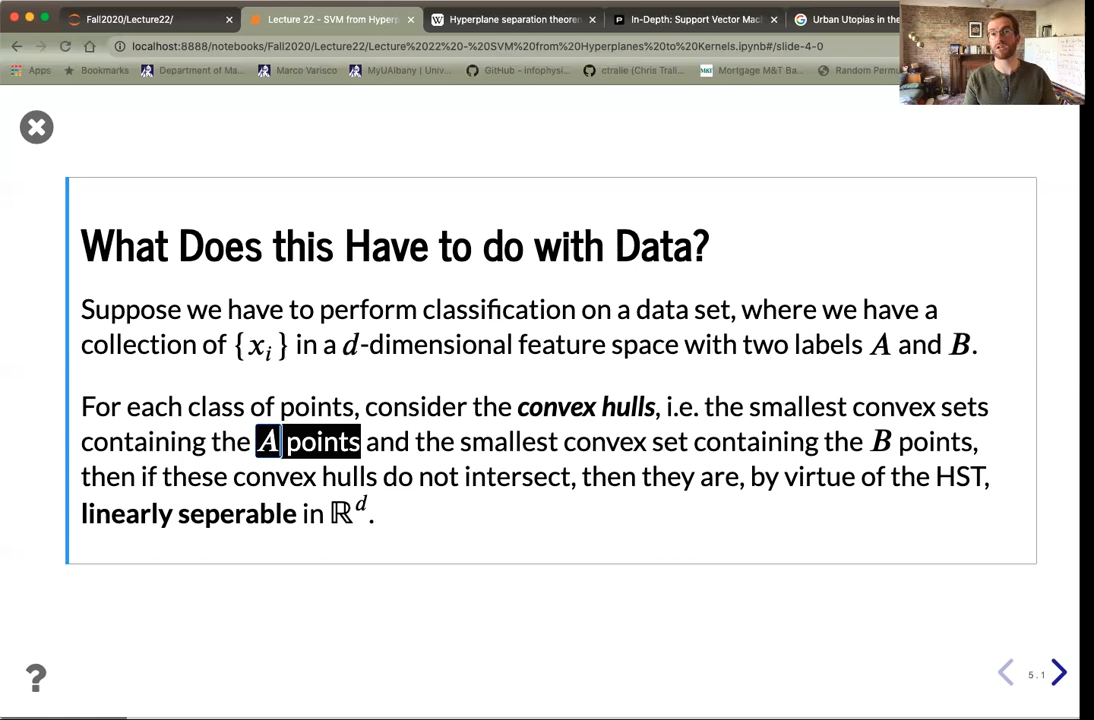 Fall2020/Lecture22/
Lecture 22 - SVM from Hyperp
Hyperplane separation theorem
In-Depth: Support Vector Mac
Urban Utopias in the
localhost:8888/notebooks/Fall2020/Lecture22/Lecture%2022%20-%20SVM%20from%20Hyperplanes%20to%20Kernels.ipynb#/slide-4-0
Apps
Bookmarks
Department of Ma...
Marco Varisco
MyUAlbany | Univ...
GitHub - Infophysi...
ctralie (Chris Trali...
Mortgage M&T Ba...
Random Permu
What Does this Have to do with Data?
Suppose we have to perform classification on a data set, where we have a
collection of {x_i} in a d-dimensional feature space with two labels A and B.
For each class of points, consider the convex hulls, i.e. the smallest convex sets
containing the A points and the smallest convex set containing the B points,
then if these convex hulls do not intersect, then they are, by virtue of the HST,
linearly seperable in ℝ^d.
?
5.1